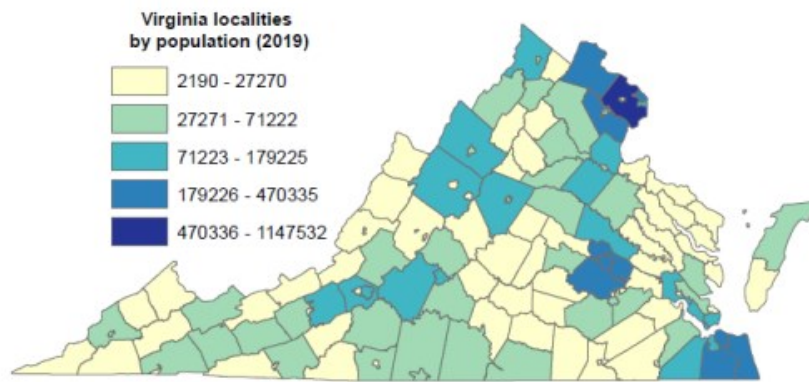 Virginia localities
by population (2019)
2190 - 27270
27271 - 71222
71223 - 179225
179226 - 470335
470336 - 1147532